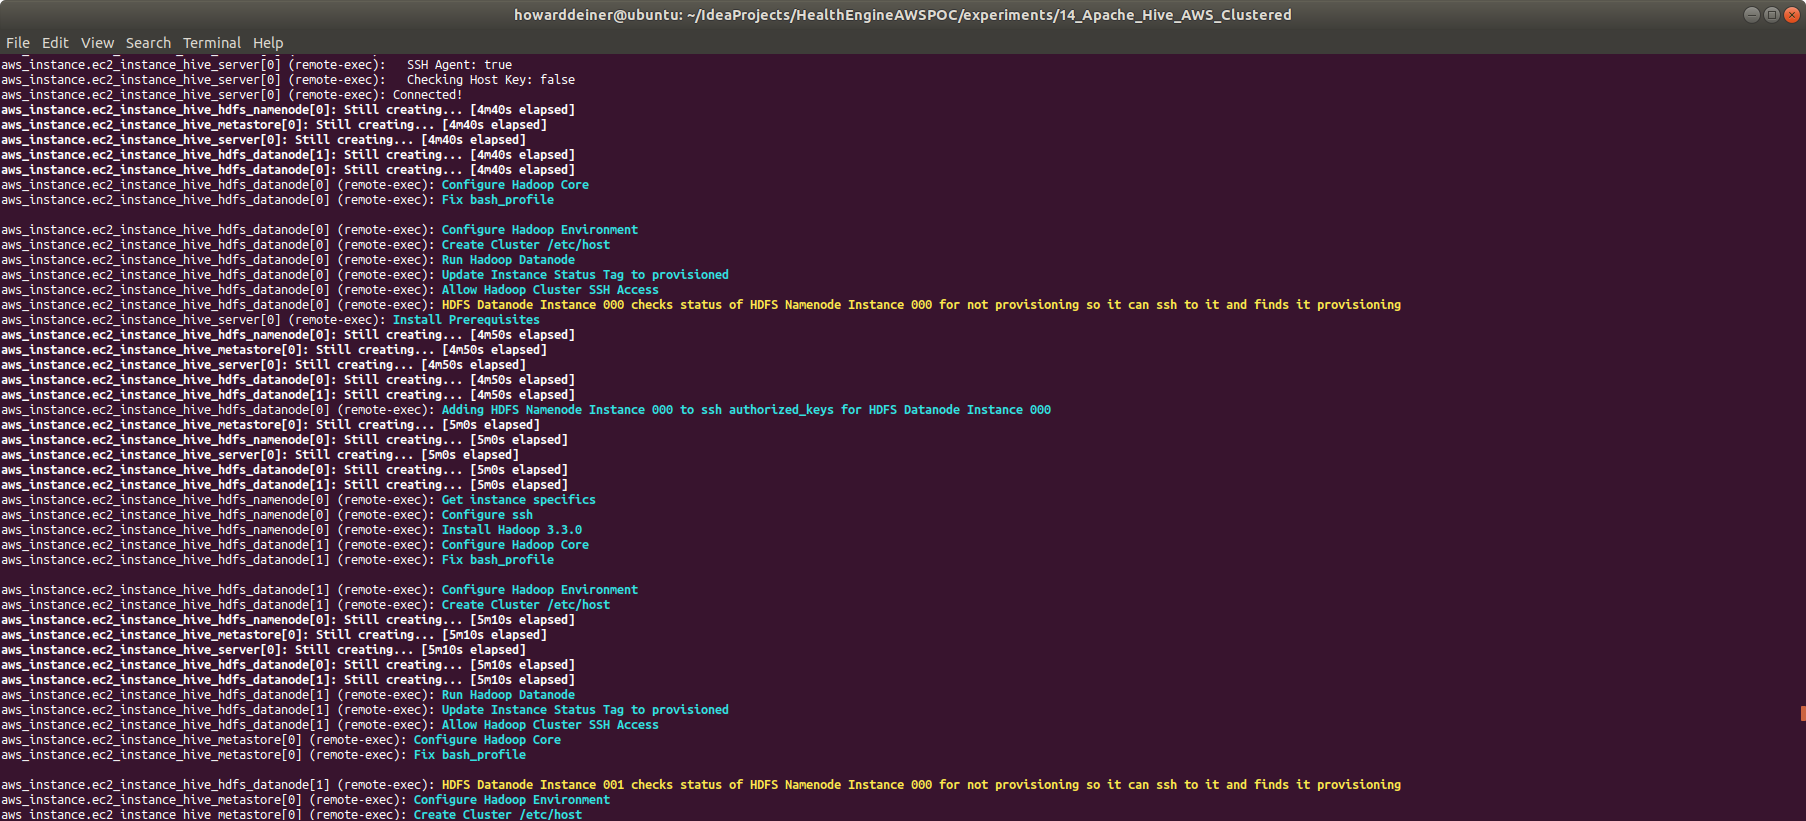 howarddeiner@ubuntu: ~/IdeaProjects/HealthEngineAWSPOC/experiments/14_Apache_Hive_AWS_Clustered
File Edit View Search Terminal Help
aws_instance.ec2_instance_hive_server[0] (remote-exec):   SSH Agent: true
aws_instance.ec2_instance_hive_server[0] (remote-exec):   Checking Host Key: false
aws_instance.ec2_instance_hive_server[0] (remote-exec): Connected!
aws_instance.ec2_instance_hive_hdfs_namenode[0]: Still creating... [4m40s elapsed]
aws_instance.ec2_instance_hive_metastore[0]: Still creating... [4m40s elapsed]
aws_instance.ec2_instance_hive_server[0]: Still creating... [4m40s elapsed]
aws_instance.ec2_instance_hive_hdfs_datanode[1]: Still creating... [4m40s elapsed]
aws_instance.ec2_instance_hive_hdfs_datanode[0]: Still creating... [4m40s elapsed]
aws_instance.ec2_instance_hive_hdfs_datanode[0] (remote-exec): Configure Hadoop Core
aws_instance.ec2_instance_hive_hdfs_datanode[0] (remote-exec): Fix bash_profile
aws_instance.ec2_instance_hive_hdfs_datanode[0] (remote-exec): Configure Hadoop Environment
aws_instance.ec2_instance_hive_hdfs_datanode[0] (remote-exec): Create Cluster /etc/host
aws_instance.ec2_instance_hive_hdfs_datanode[0] (remote-exec): Run Hadoop Datanode
aws_instance.ec2_instance_hive_hdfs_datanode[0] (remote-exec): Update Instance Status Tag to provisioned
aws_instance.ec2_instance_hive_hdfs_datanode[0] (remote-exec): Allow Hadoop Cluster SSH Access
aws_instance.ec2_instance_hive_hdfs_datanode[0] (remote-exec): HDFS Datanode Instance 000 checks status of HDFS Namenode Instance 000 for not provisioning so it can ssh to it and finds it provisioning
aws_instance.ec2_instance_hive_server[0] (remote-exec): Install Prerequisites
aws_instance.ec2_instance_hive_hdfs_namenode[0]: Still creating... [4m50s elapsed]
aws_instance.ec2_instance_hive_metastore[0]: Still creating... [4m50s elapsed]
aws_instance.ec2_instance_hive_server[0]: Still creating... [4m50s elapsed]
aws_instance.ec2_instance_hive_hdfs_datanode[0]: Still creating... [4m50s elapsed]
aws_instance.ec2_instance_hive_hdfs_datanode[1]: Still creating... [4m50s elapsed]
aws_instance.ec2_instance_hive_hdfs_datanode[0] (remote-exec): Adding HDFS Namenode Instance 000 to ssh authorized_keys for HDFS Datanode Instance 000
aws_instance.ec2_instance_hive_metastore[0]: Still creating... [5m0s elapsed]
aws_instance.ec2_instance_hive_hdfs_namenode[0]: Still creating... [5m0s elapsed]
aws_instance.ec2_instance_hive_server[0]: Still creating... [5m0s elapsed]
aws_instance.ec2_instance_hive_hdfs_datanode[0]: Still creating... [5m0s elapsed]
aws_instance.ec2_instance_hive_hdfs_datanode[1]: Still creating... [5m0s elapsed]
aws_instance.ec2_instance_hive_hdfs_namenode[0] (remote-exec): Get instance specifics
aws_instance.ec2_instance_hive_hdfs_namenode[0] (remote-exec): Configure ssh
aws_instance.ec2_instance_hive_hdfs_namenode[0] (remote-exec): Install Hadoop 3.3.0
aws_instance.ec2_instance_hive_hdfs_datanode[1] (remote-exec): Configure Hadoop Core
aws_instance.ec2_instance_hive_hdfs_datanode[1] (remote-exec): Fix bash_profile
aws_instance.ec2_instance_hive_hdfs_datanode[1] (remote-exec): Configure Hadoop Environment
aws_instance.ec2_instance_hive_hdfs_datanode[1] (remote-exec): Create Cluster /etc/host
aws_instance.ec2_instance_hive_hdfs_namenode[0]: Still creating... [5m10s elapsed]
aws_instance.ec2_instance_hive_metastore[0]: Still creating... [5m10s elapsed]
aws_instance.ec2_instance_hive_server[0]: Still creating... [5m10s elapsed]
aws_instance.ec2_instance_hive_hdfs_datanode[0]: Still creating... [5m10s elapsed]
aws_instance.ec2_instance_hive_hdfs_datanode[1]: Still creating... [5m10s elapsed]
aws_instance.ec2_instance_hive_hdfs_datanode[1] (remote-exec): Run Hadoop Datanode
aws_instance.ec2_instance_hive_hdfs_datanode[1] (remote-exec): Update Instance Status Tag to provisioned
aws_instance.ec2_instance_hive_hdfs_datanode[1] (remote-exec): Allow Hadoop Cluster SSH Access
aws_instance.ec2_instance_hive_metastore[0] (remote-exec): Configure Hadoop Core
aws_instance.ec2_instance_hive_metastore[0] (remote-exec): Fix bash_profile
aws_instance.ec2_instance_hive_hdfs_datanode[1] (remote-exec): HDFS Datanode Instance 001 checks status of HDFS Namenode Instance 000 for not provisioning so it can ssh to it and finds it provisioning
aws_instance.ec2_instance_hive_metastore[0] (remote-exec): Configure Hadoop Environment
aws_instance.ec2_instance_hive_metastore[0] (remote-exec): Create Cluster /etc/host